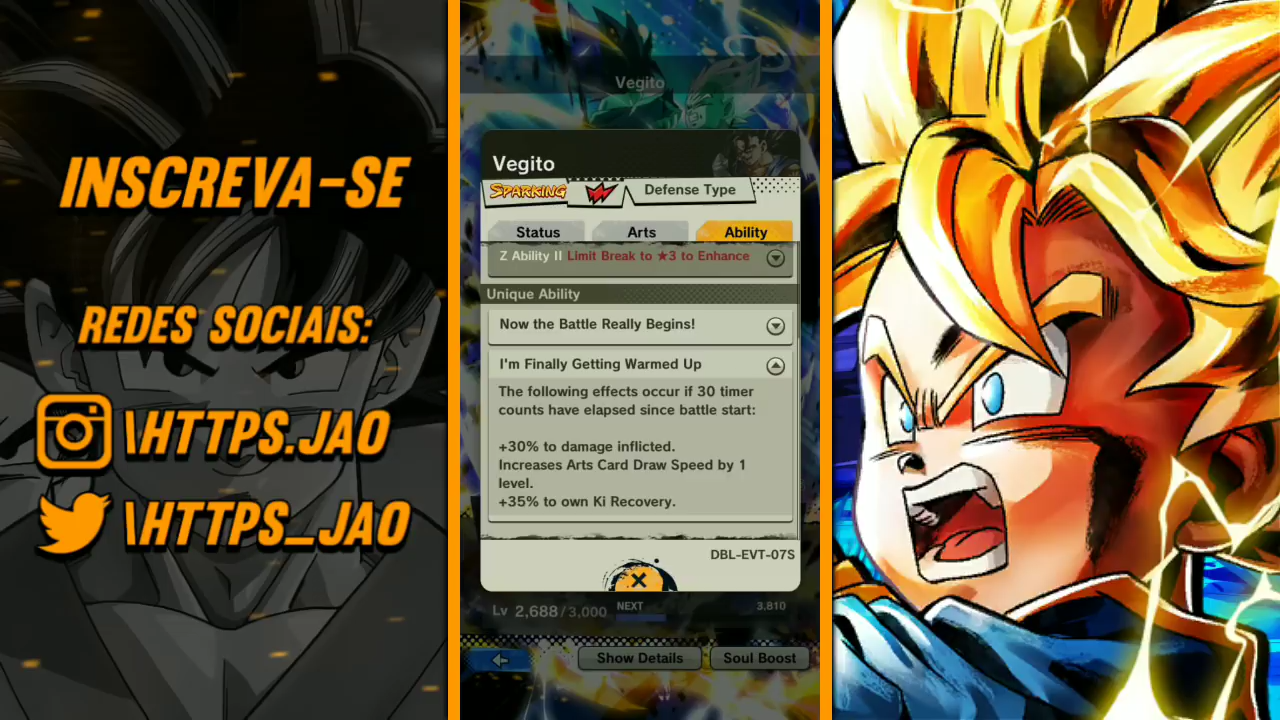 INSCREVA-SE
REDES SOCIAIS:
\HTTPS.JAO
\HTTPS_JAO
Vegito
Vegito
SPARKING
Defense Type
Status
Arts
Ability
Z Ability II Limit Break to ★3 to Enhance
Unique Ability
Now the Battle Really Begins!
I'm Finally Getting Warmed Up
The following effects occur if 30 timer
counts have elapsed since battle start:
+30% to damage inflicted.
Increases Arts Card Draw Speed by 1
level.
+35% to own Ki Recovery.
DBL-EVT-07S
Lv 2,688/3,000 NEXT 3,810
Show Details
Soul Boost